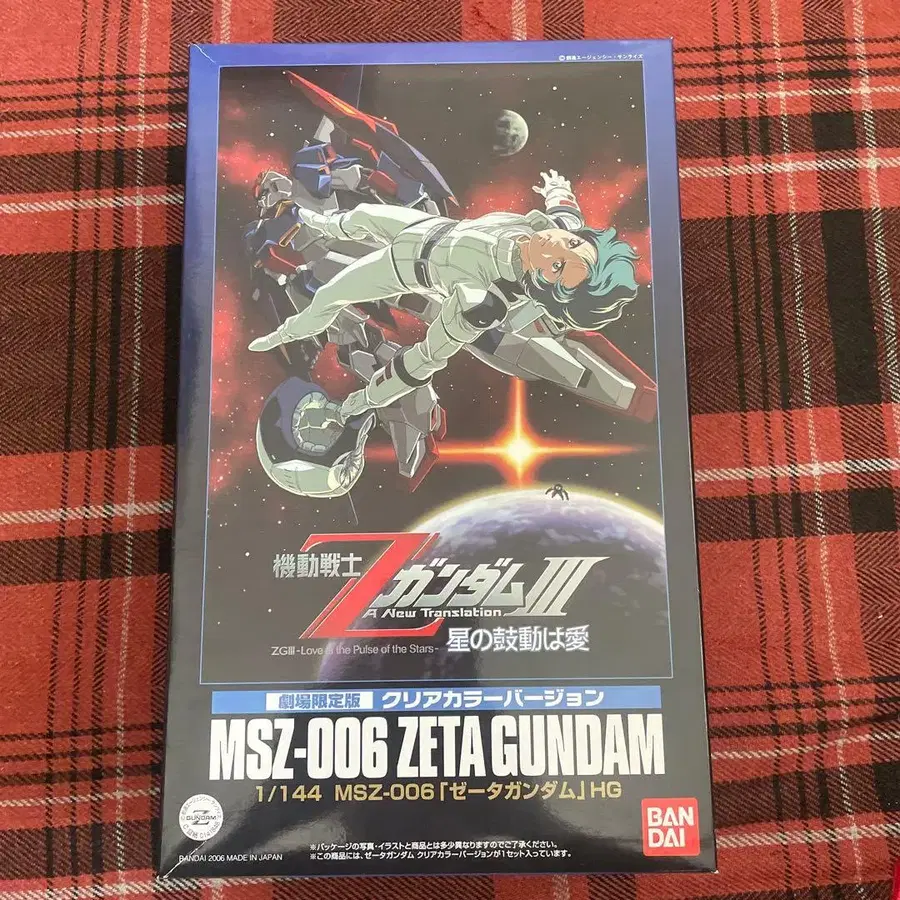 ©創通エージェンシー・サンライズ
機動戦士
Zガンダム III
A New Translation
星の鼓動は愛
ZGIII -Love is the Pulse of the Stars-
劇場限定版 クリアカラーバージョン
MSZ-006 ZETA GUNDAM
1/144 MSZ-006「ゼータガンダム」HG
Z
GUNDAM
BAN
DAI
※パッケージの写真・イラストと商品とは多少異なりますのでご了承ください。
※この商品には、ゼータガンダム クリアカラーバージョンが1セット入っています。
BANDAI 2006 MADE IN JAPAN